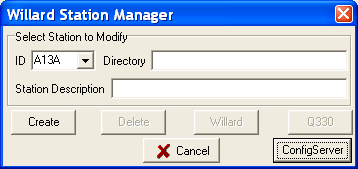 Willard Station Manager
Select Station to Modify
ID A13A Directory
Station Description
Create Delete Willard Q330
Cancel ConfigServer